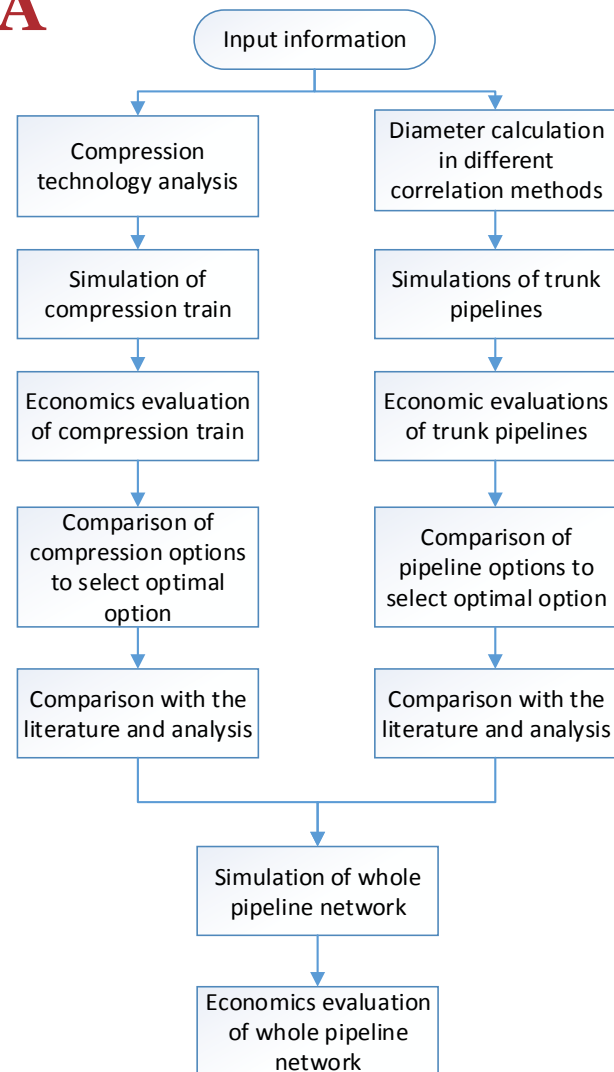 A
Input information
Compression
technology analysis
Diameter calculation
in different
correlation methods
Simulation of
compression train
Simulations of trunk
pipelines
Economics evaluation
of compression train
Economic evaluations
of trunk pipelines
Comparison of
compression options
to select optimal
option
Comparison of
pipeline options to
select optimal option
Comparison with the
literature and analysis
Comparison with the
literature and analysis
Simulation of whole
pipeline network
Economics evaluation
of whole pipeline
network